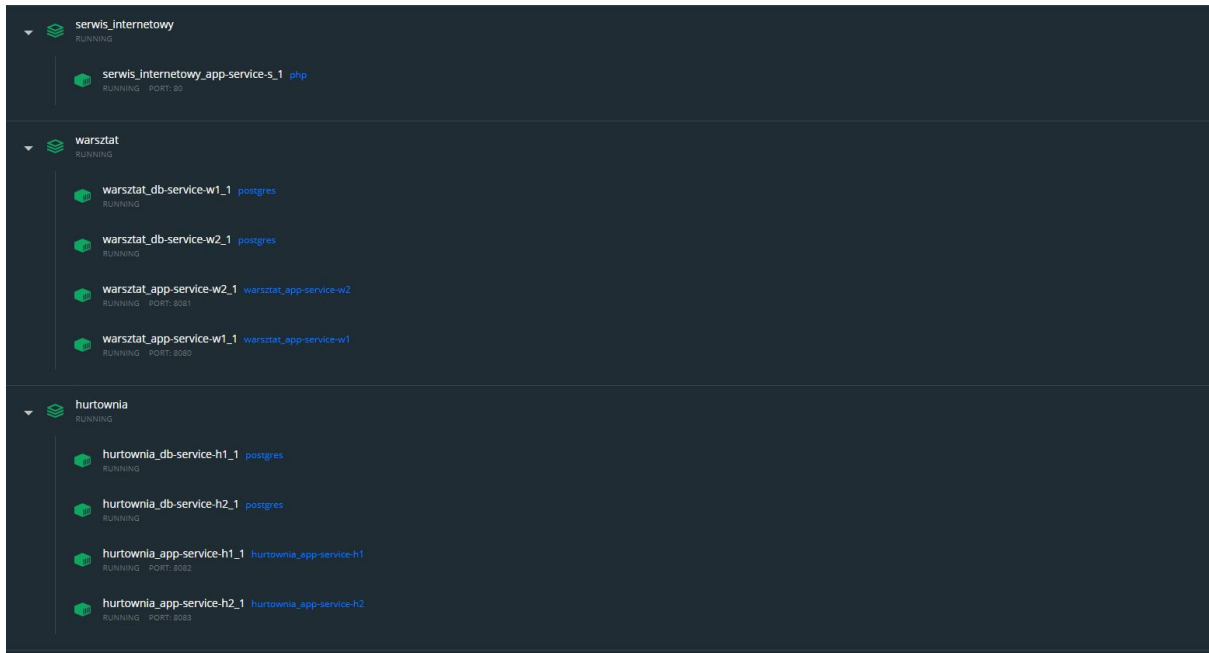 serwis_internetowy
RUNNING
serwis_internetowy_app-service-s_1 php
RUNNING PORT: 80
warsztat
RUNNING
warsztat_db-service-w1_1 postgres
RUNNING
warsztat_db-service-w2_1 postgres
RUNNING
warsztat_app-service-w2_1 warsztat_app-service-w2
RUNNING PORT: 8081
warsztat_app-service-w1_1 warsztat_app-service-w1
RUNNING PORT: 8080
hurtownia
RUNNING
hurtownia_db-service-h1_1 postgres
RUNNING
hurtownia_db-service-h2_1 postgres
RUNNING
hurtownia_app-service-h1_1 hurtownia_app-service-h1
RUNNING PORT: 8082
hurtownia_app-service-h2_1 hurtownia_app-service-h2
RUNNING PORT: 8083